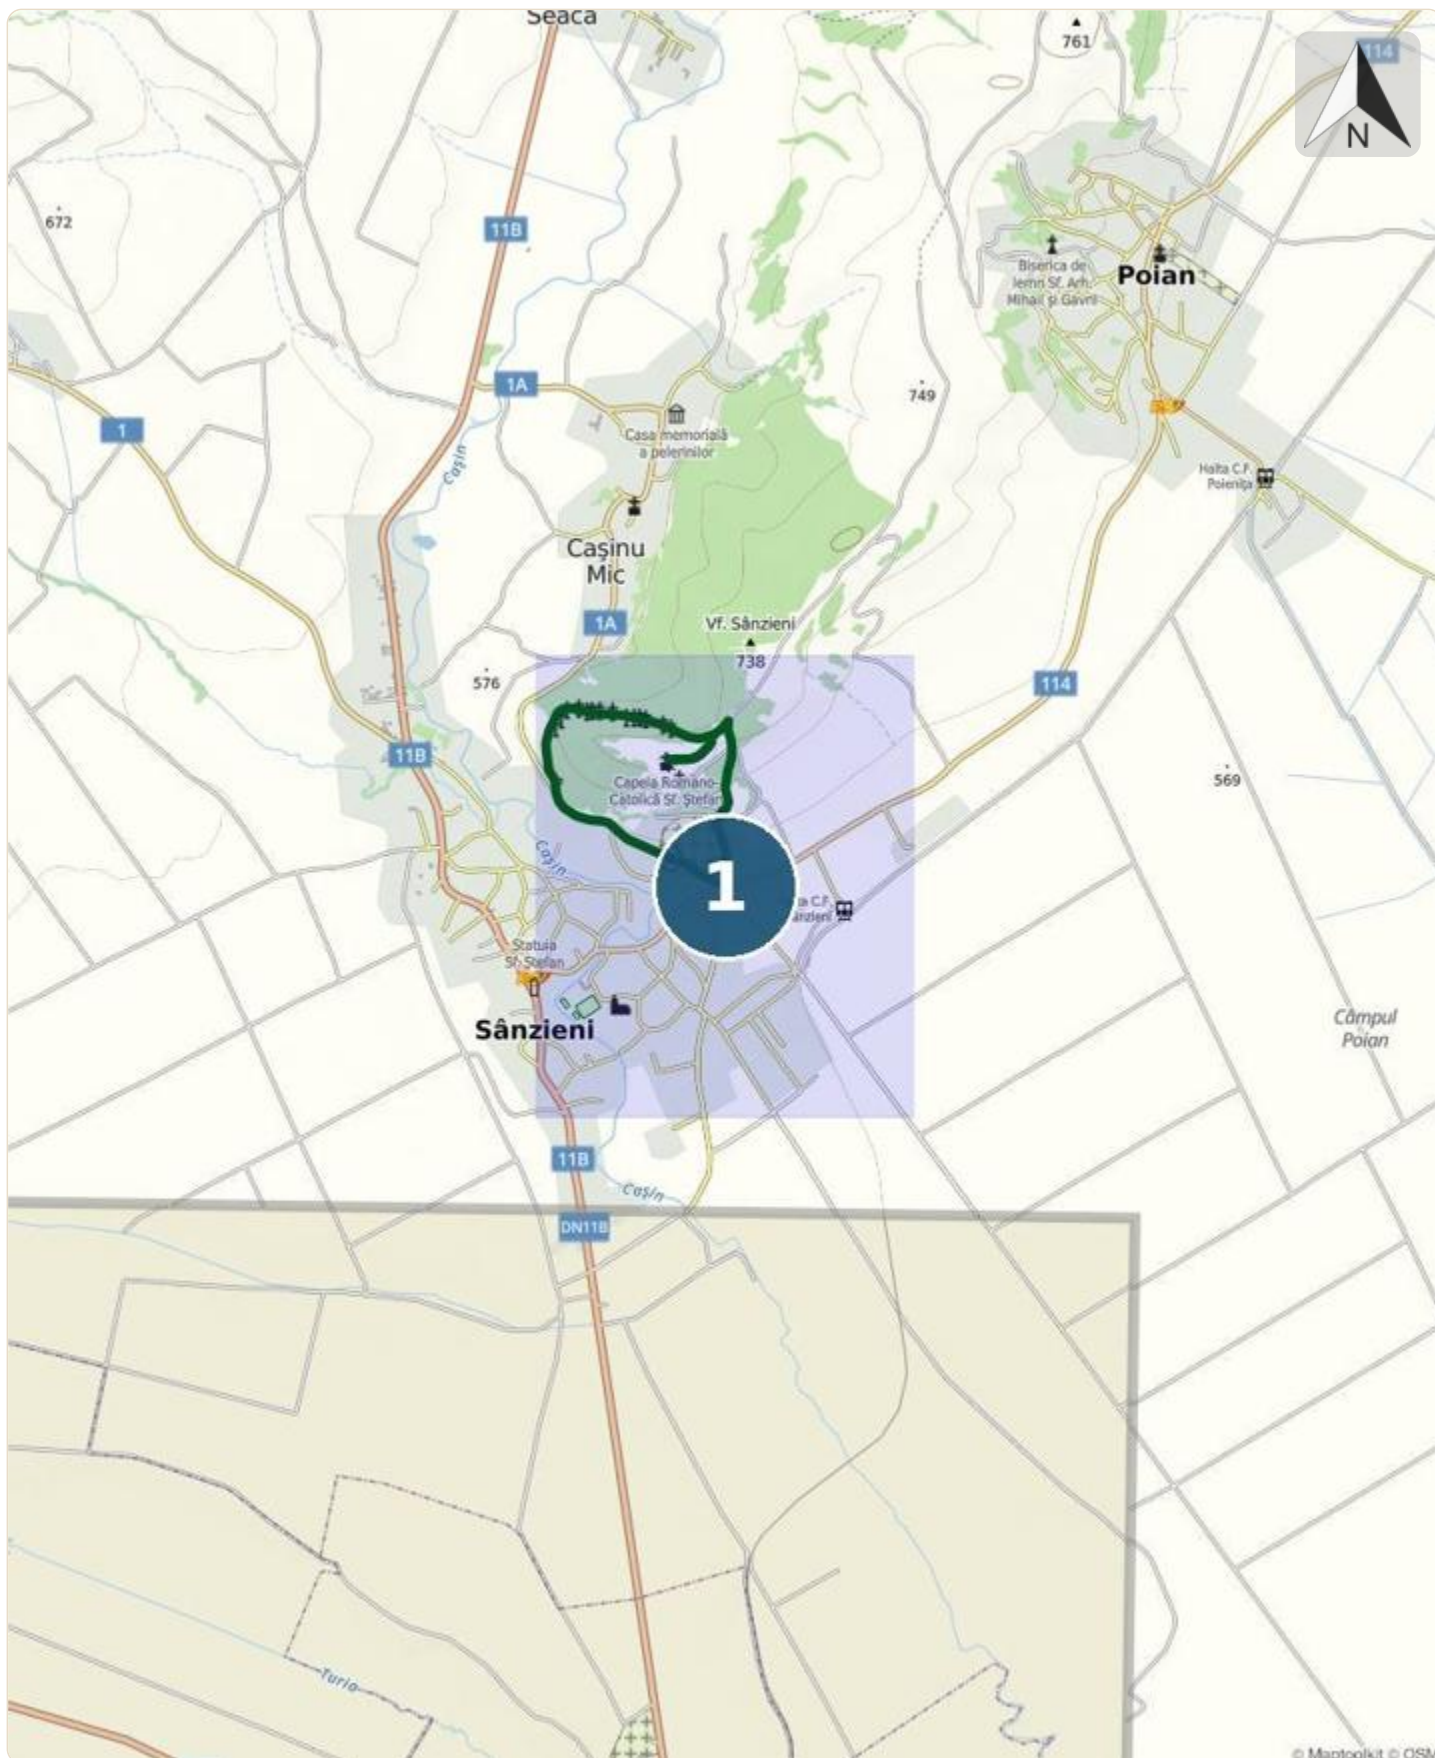 Seaca
761
114
N
672
11B
Biserica de
lemn Sf. Arh.
Mihail și Gavril
Poian
1A
749
1
Casa memorială
a pelerinilor
Cașin
Halta C.F.
Poienița
Cașinu
Mic
1A
Vf. Sânzieni
738
576
114
11B
569
Capela Romano-
Catolică Sf. Ștefan
Cașin
1
C.F.
Statuia
Sf. Ștefan
Sânzieni
Câmpul
Poian
11B
Cașin
DN11B
Turia
© Maptoolkit © OSM